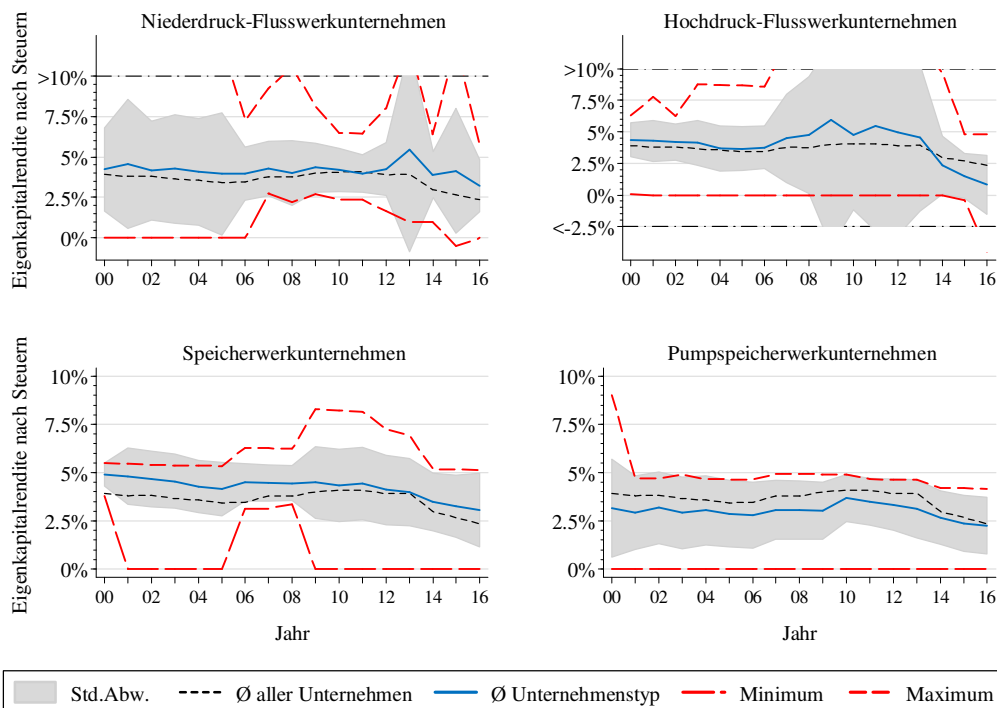 Niederdruck-Flusswerkunternehmen
Eigenkapitalrendite nach Steuern
>10%
7.5%
5%
2.5%
0%
00 02 04 06 08 10 12 14 16
Hochdruck-Flusswerkunternehmen
>10%
7.5%
5%
2.5%
0%
<-2.5%
00 02 04 06 08 10 12 14 16
Speicherwerkunternehmen
Eigenkapitalrendite nach Steuern
10%
7.5%
5%
2.5%
0%
00 02 04 06 08 10 12 14 16
Jahr
Pumpspeicherwerkunternehmen
10%
7.5%
5%
2.5%
0%
00 02 04 06 08 10 12 14 16
Jahr
Std.Abw. Ø aller Unternehmen Ø Unternehmenstyp Minimum Maximum